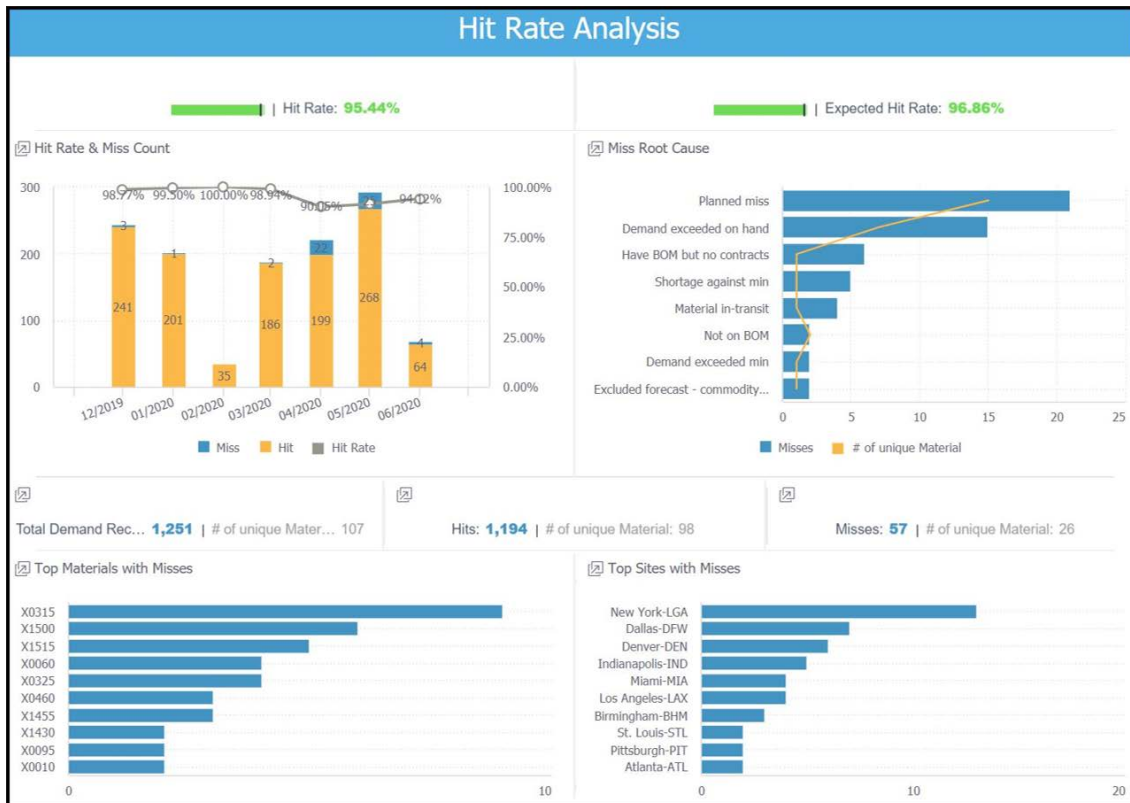 Hit Rate Analysis
| Hit Rate: 95.44%
| Expected Hit Rate: 96.86%
Hit Rate & Miss Count
300
200
100
0
100.00%
75.00%
50.00%
25.00%
0.00%
98.77% 99.50% 100.00% 98.94% 94.12%
3 1 2 22 4
241 201 35 186 199 268 64
12/2019 01/2020 02/2020 03/2020 04/2020 05/2020 06/2020
Miss Hit Hit Rate
Miss Root Cause
Planned miss
Demand exceeded on hand
Have BOM but no contracts
Shortage against min
Material in-transit
Not on BOM
Demand exceeded min
Excluded forecast - commodity...
0 5 10 15 20 25
Misses # of unique Material
Total Demand Rec... 1,251 | # of unique Mater... 107
Hits: 1,194 | # of unique Material: 98
Misses: 57 | # of unique Material: 26
Top Materials with Misses
X0315
X1500
X1515
X0060
X0325
X0460
X1455
X1430
X0095
X0010
0 10
Top Sites with Misses
New York-LGA
Dallas-DFW
Denver-DEN
Indianapolis-IND
Miami-MIA
Los Angeles-LAX
Birmingham-BHM
St. Louis-STL
Pittsburgh-PIT
Atlanta-ATL
0 10 20